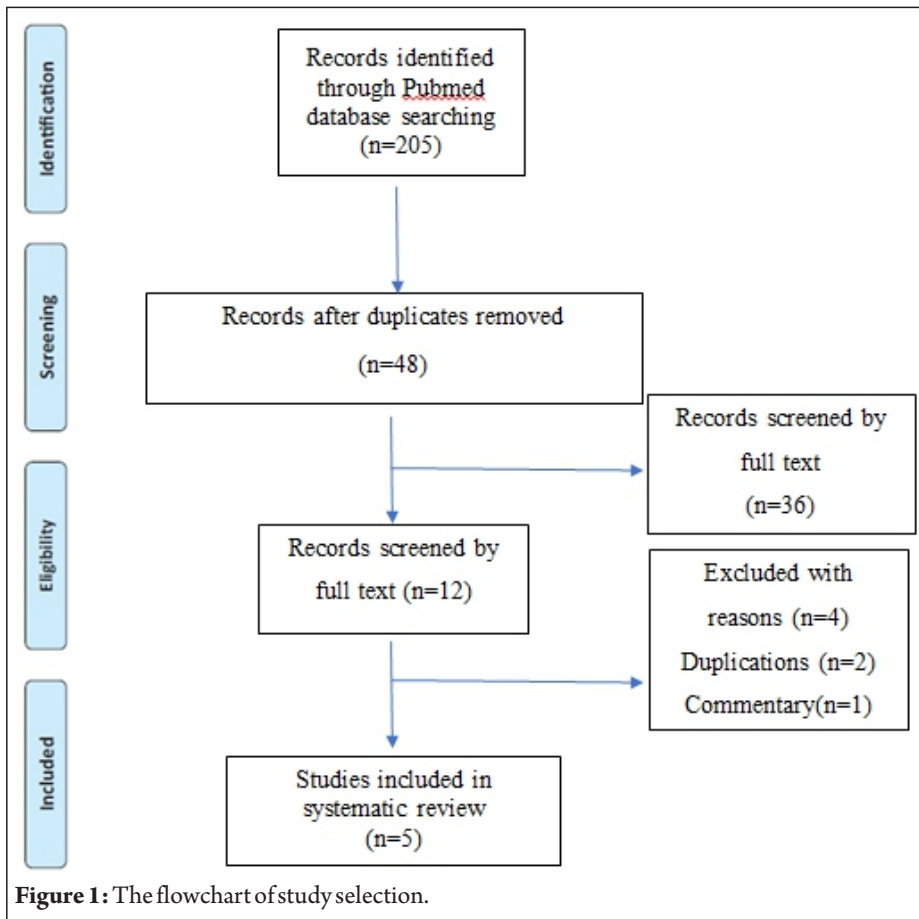 Identification
Records identified
through Pubmed
database searching
(n=205)
Screening
Records after duplicates removed
(n=48)
Records screened by
full text
(n=36)
Eligibility
Records screened by
full text (n=12)
Excluded with
reasons (n=4)
Duplications (n=2)
Commentary(n=1)
Included
Studies included in
systematic review
(n=5)
Figure 1: The flowchart of study selection.